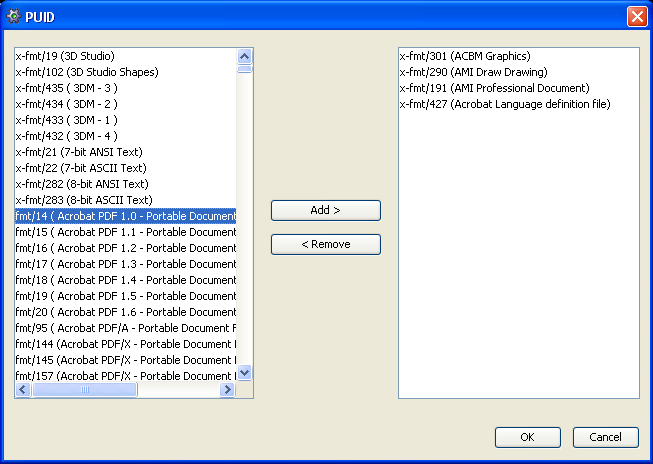 PUID
x-fmt/19 (3D Studio)
x-fmt/102 (3D Studio Shapes)
x-fmt/435 ( 3DM - 3 )
x-fmt/434 ( 3DM - 2 )
x-fmt/433 ( 3DM - 1 )
x-fmt/432 ( 3DM - 4 )
x-fmt/21 (7-bit ANSI Text)
x-fmt/22 (7-bit ASCII Text)
x-fmt/282 (8-bit ANSI Text)
x-fmt/283 (8-bit ASCII Text)
fmt/14 ( Acrobat PDF 1.0 - Portable Document
fmt/15 ( Acrobat PDF 1.1 - Portable Document
fmt/16 ( Acrobat PDF 1.2 - Portable Document
fmt/17 ( Acrobat PDF 1.3 - Portable Document
fmt/18 ( Acrobat PDF 1.4 - Portable Document
fmt/19 ( Acrobat PDF 1.5 - Portable Document
fmt/20 ( Acrobat PDF 1.6 - Portable Document
fmt/95 ( Acrobat PDF/A - Portable Document F
fmt/144 (Acrobat PDF/X - Portable Document
fmt/145 (Acrobat PDF/X - Portable Document
fmt/157 (Acrobat PDF/X - Portable Document
Add >
< Remove
x-fmt/301 (ACBM Graphics)
x-fmt/290 (AMI Draw Drawing)
x-fmt/191 (AMI Professional Document)
x-fmt/427 (Acrobat Language definition file)
OK
Cancel